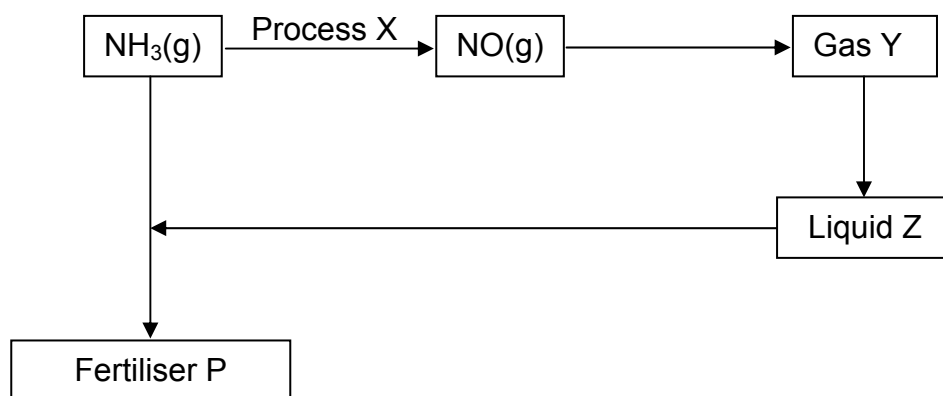 NH₃(g)
Process X
NO(g)
Gas Y
Liquid Z
Fertiliser P